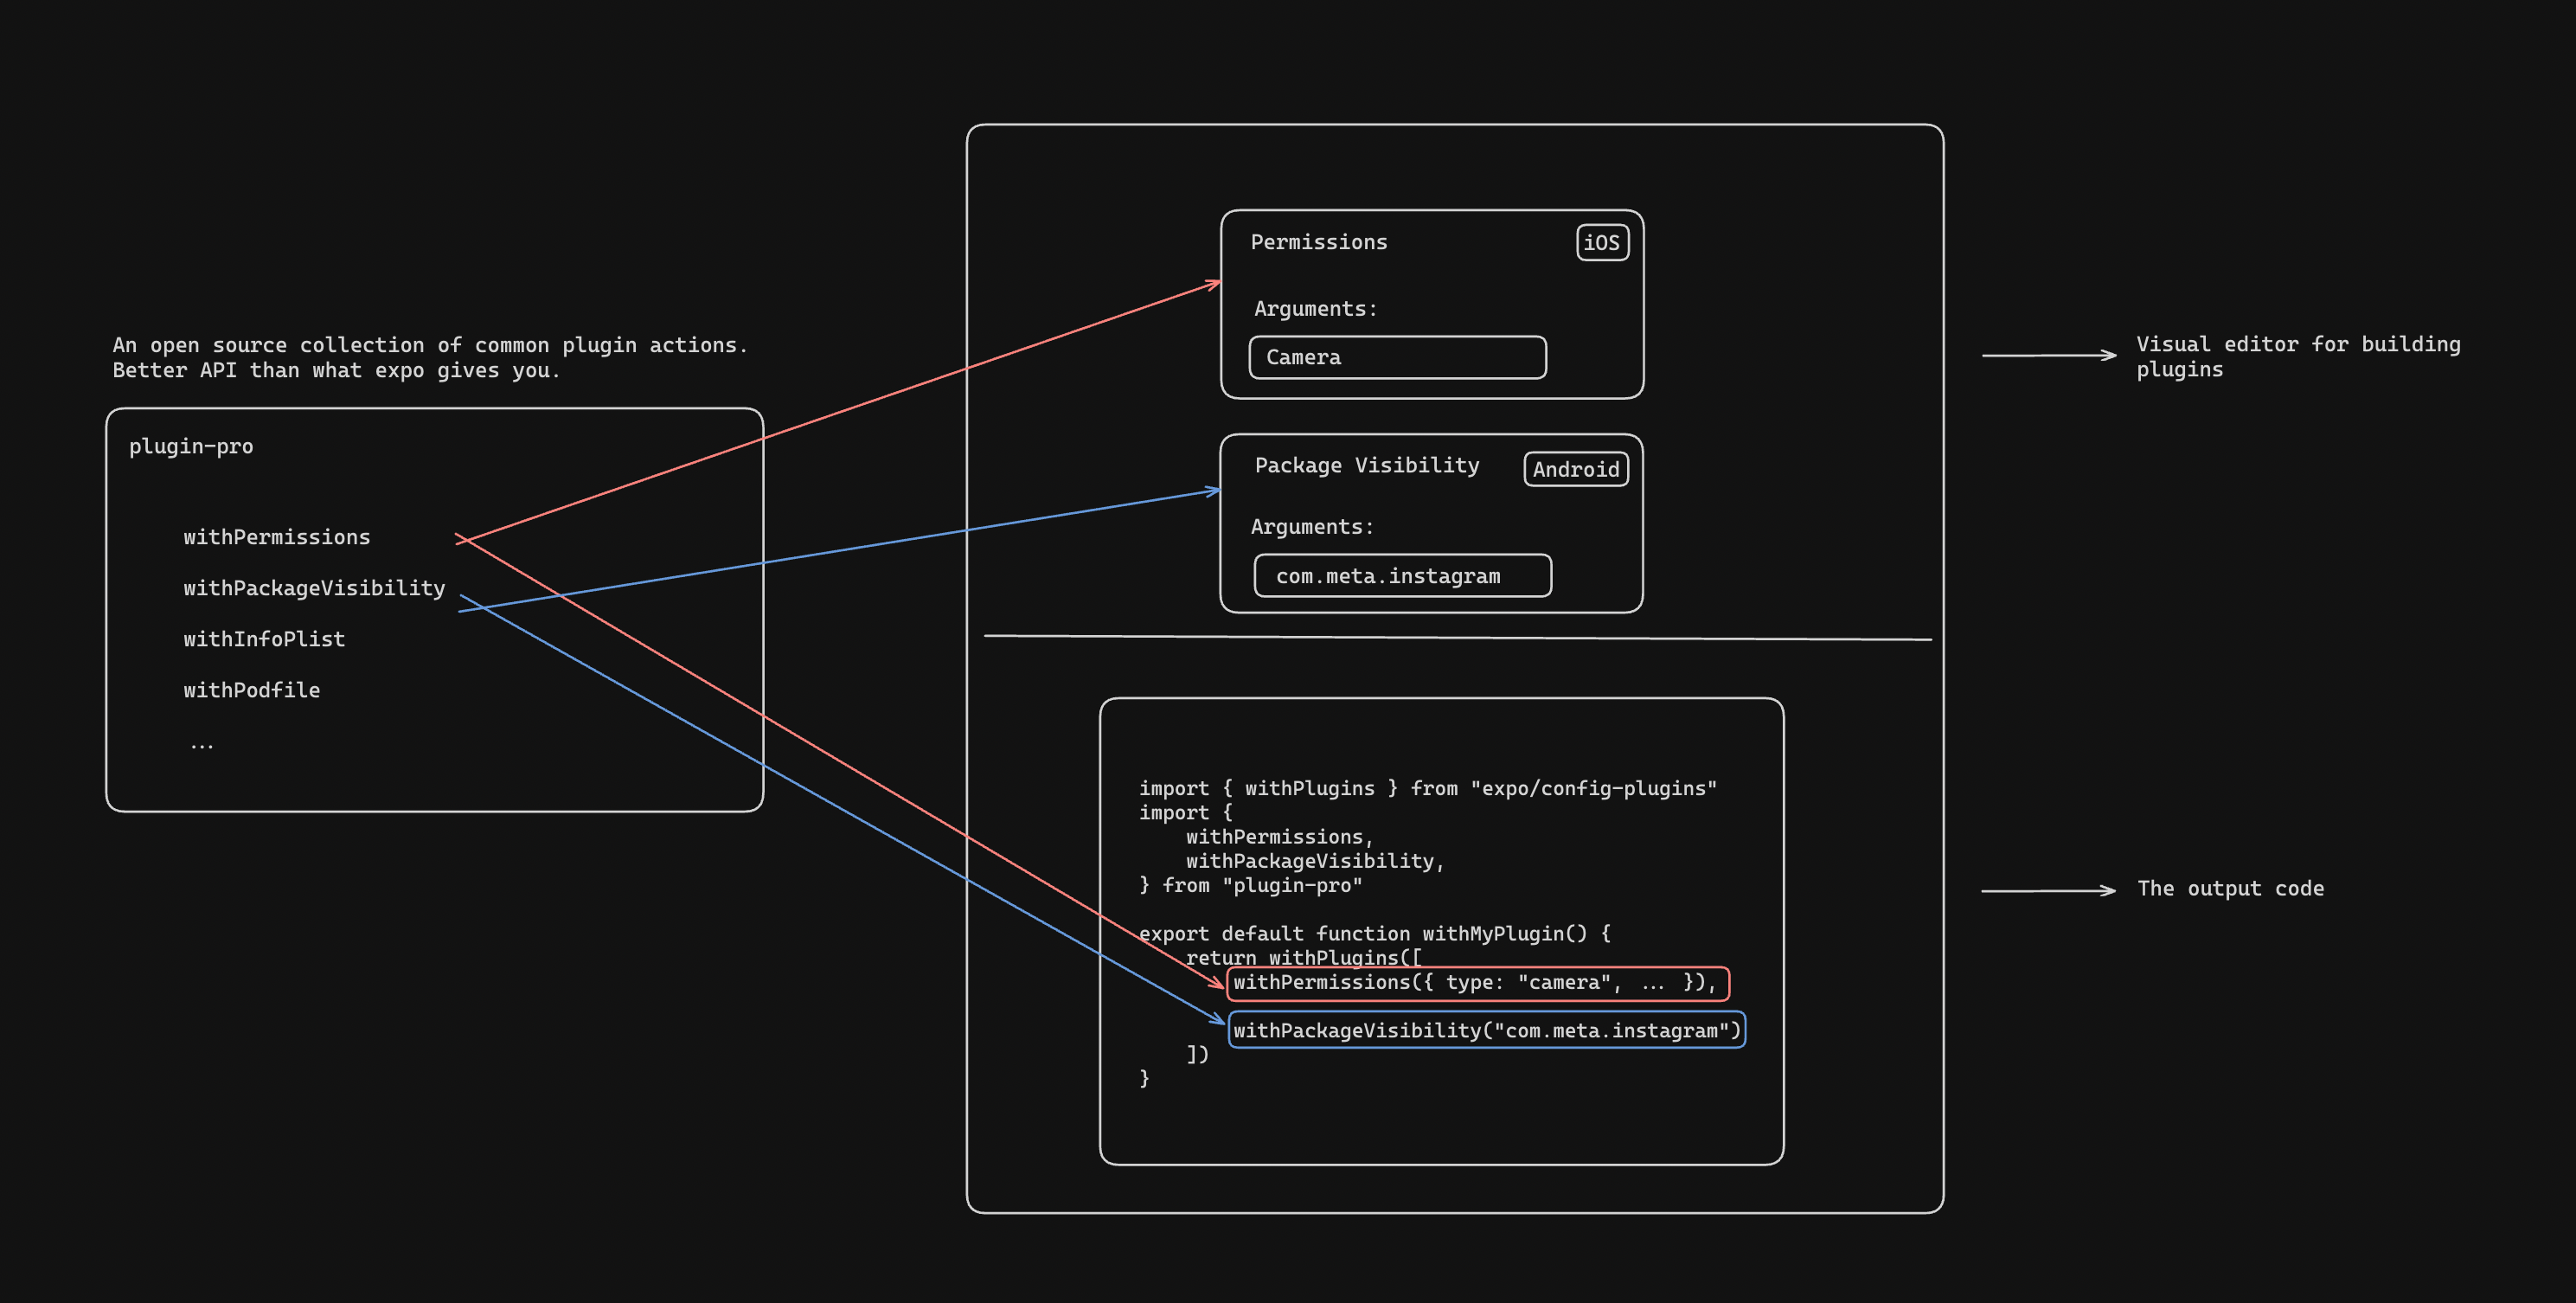 An open source collection of common plugin actions.
Better API than what expo gives you.
plugin-pro
withPermissions
withPackageVisibility
withInfoPlist
withPodfile
...
Permissions
iOS
Arguments:
Camera
Package Visibility
Android
Arguments:
com.meta.instagram
import { withPlugins } from "expo/config-plugins"
import {
    withPermissions,
    withPackageVisibility,
} from "plugin-pro"
export default function withMyPlugin() {
    return withPlugins([
        withPermissions({ type: "camera", ... }),
        withPackageVisibility("com.meta.instagram")
    ])
}
Visual editor for building
plugins
The output code